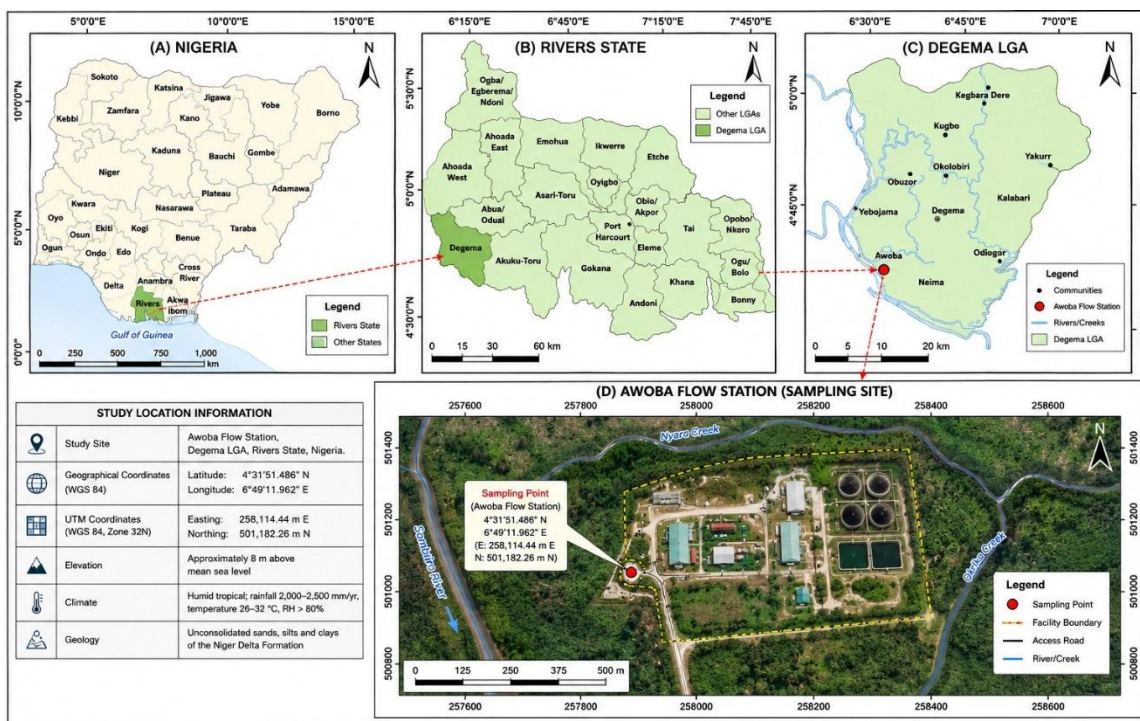 5°0'0"E
10°0'0"E
15°0'0"E
(A) NIGERIA
N
10°0'0"N
5°0'0"N
0°0'0"N
Sokoto
Katsina
Jigawa
Yobe
Borno
Zamfara
Kebbi
Kano
Kaduna
Bauchi
Gombe
Niger
Plateau
Adamawa
Kwara
Nasarawa
Oyo
Taraba
Ekiti
Kogi
Osun
Benue
Ogun
Ondo
Edo
Anambra
Cross
River
Delta
Rivers
Akwa
Ibom
Gulf of Guinea
Legend
Rivers State
Other States
0 250 500 750 1,000
km
6°15'0"E
6°45'0"E
7°15'0"E
7°45'0"E
(B) RIVERS STATE
N
5°30'0"N
5°0'0"N
4°30'0"N
Ogba/
Egberema/
Ndoni
Legend
Other LGAs
Degema LGA
Ahoada
East
Emohua
Ikwerre
Etche
Ahoada
West
Oyigbo
Asari-Toru
Obio/
Akpor
Abua/
Odual
Port
Harcourt
Tai
Opobo/
Nkoro
Degema
Eleme
Akuku-Toru
Gokana
Ogu/
Bolo
Khana
Andoni
Bonny
0 15 30 60 km
6°30'0"E
6°45'0"E
7°0'0"E
(C) DEGEMA LGA
N
5°0'0"N
4°45'0"N
Kegbara Dere
Kugbo
Okolobiri
Yakurr
Obuzor
Kalabari
Yebojama
Degema
Awoba
Odiogor
Neima
Legend
Communities
Awoba Flow Station
Rivers/Creeks
Degema LGA
0 5 10 20
km
STUDY LOCATION INFORMATION
Study Site
Awoba Flow Station,
Degema LGA, Rivers State, Nigeria.
Geographical Coordinates
(WGS 84)
Latitude: 4°31'51.486" N
Longitude: 6°49'11.962" E
UTM Coordinates
(WGS 84, Zone 32N)
Easting: 258,114.44 m E
Northing: 501,182.26 m N
Elevation
Approximately 8 m above
mean sea level
Climate
Humid tropical; rainfall 2,000–2,500 mm/yr,
temperature 26–32 °C, RH > 80%
Geology
Unconsolidated sands, silts and clays
of the Niger Delta Formation
(D) AWOBA FLOW STATION (SAMPLING SITE)
257600
257800
258000
258200
258400
258600
501400
501200
501000
500800
501400
501200
501000
500800
N
Nyaro Creek
Sampling Point
(Awoba Flow Station)
4°31'51.486" N
6°49'11.962" E
(E: 258,114.44 m E
N: 501,182.26 m N)
Creek
Legend
Sampling Point
Facility Boundary
Access Road
River/Creek
0 125 250 375 500 m
257600
257800
258000
258200
258400
258600